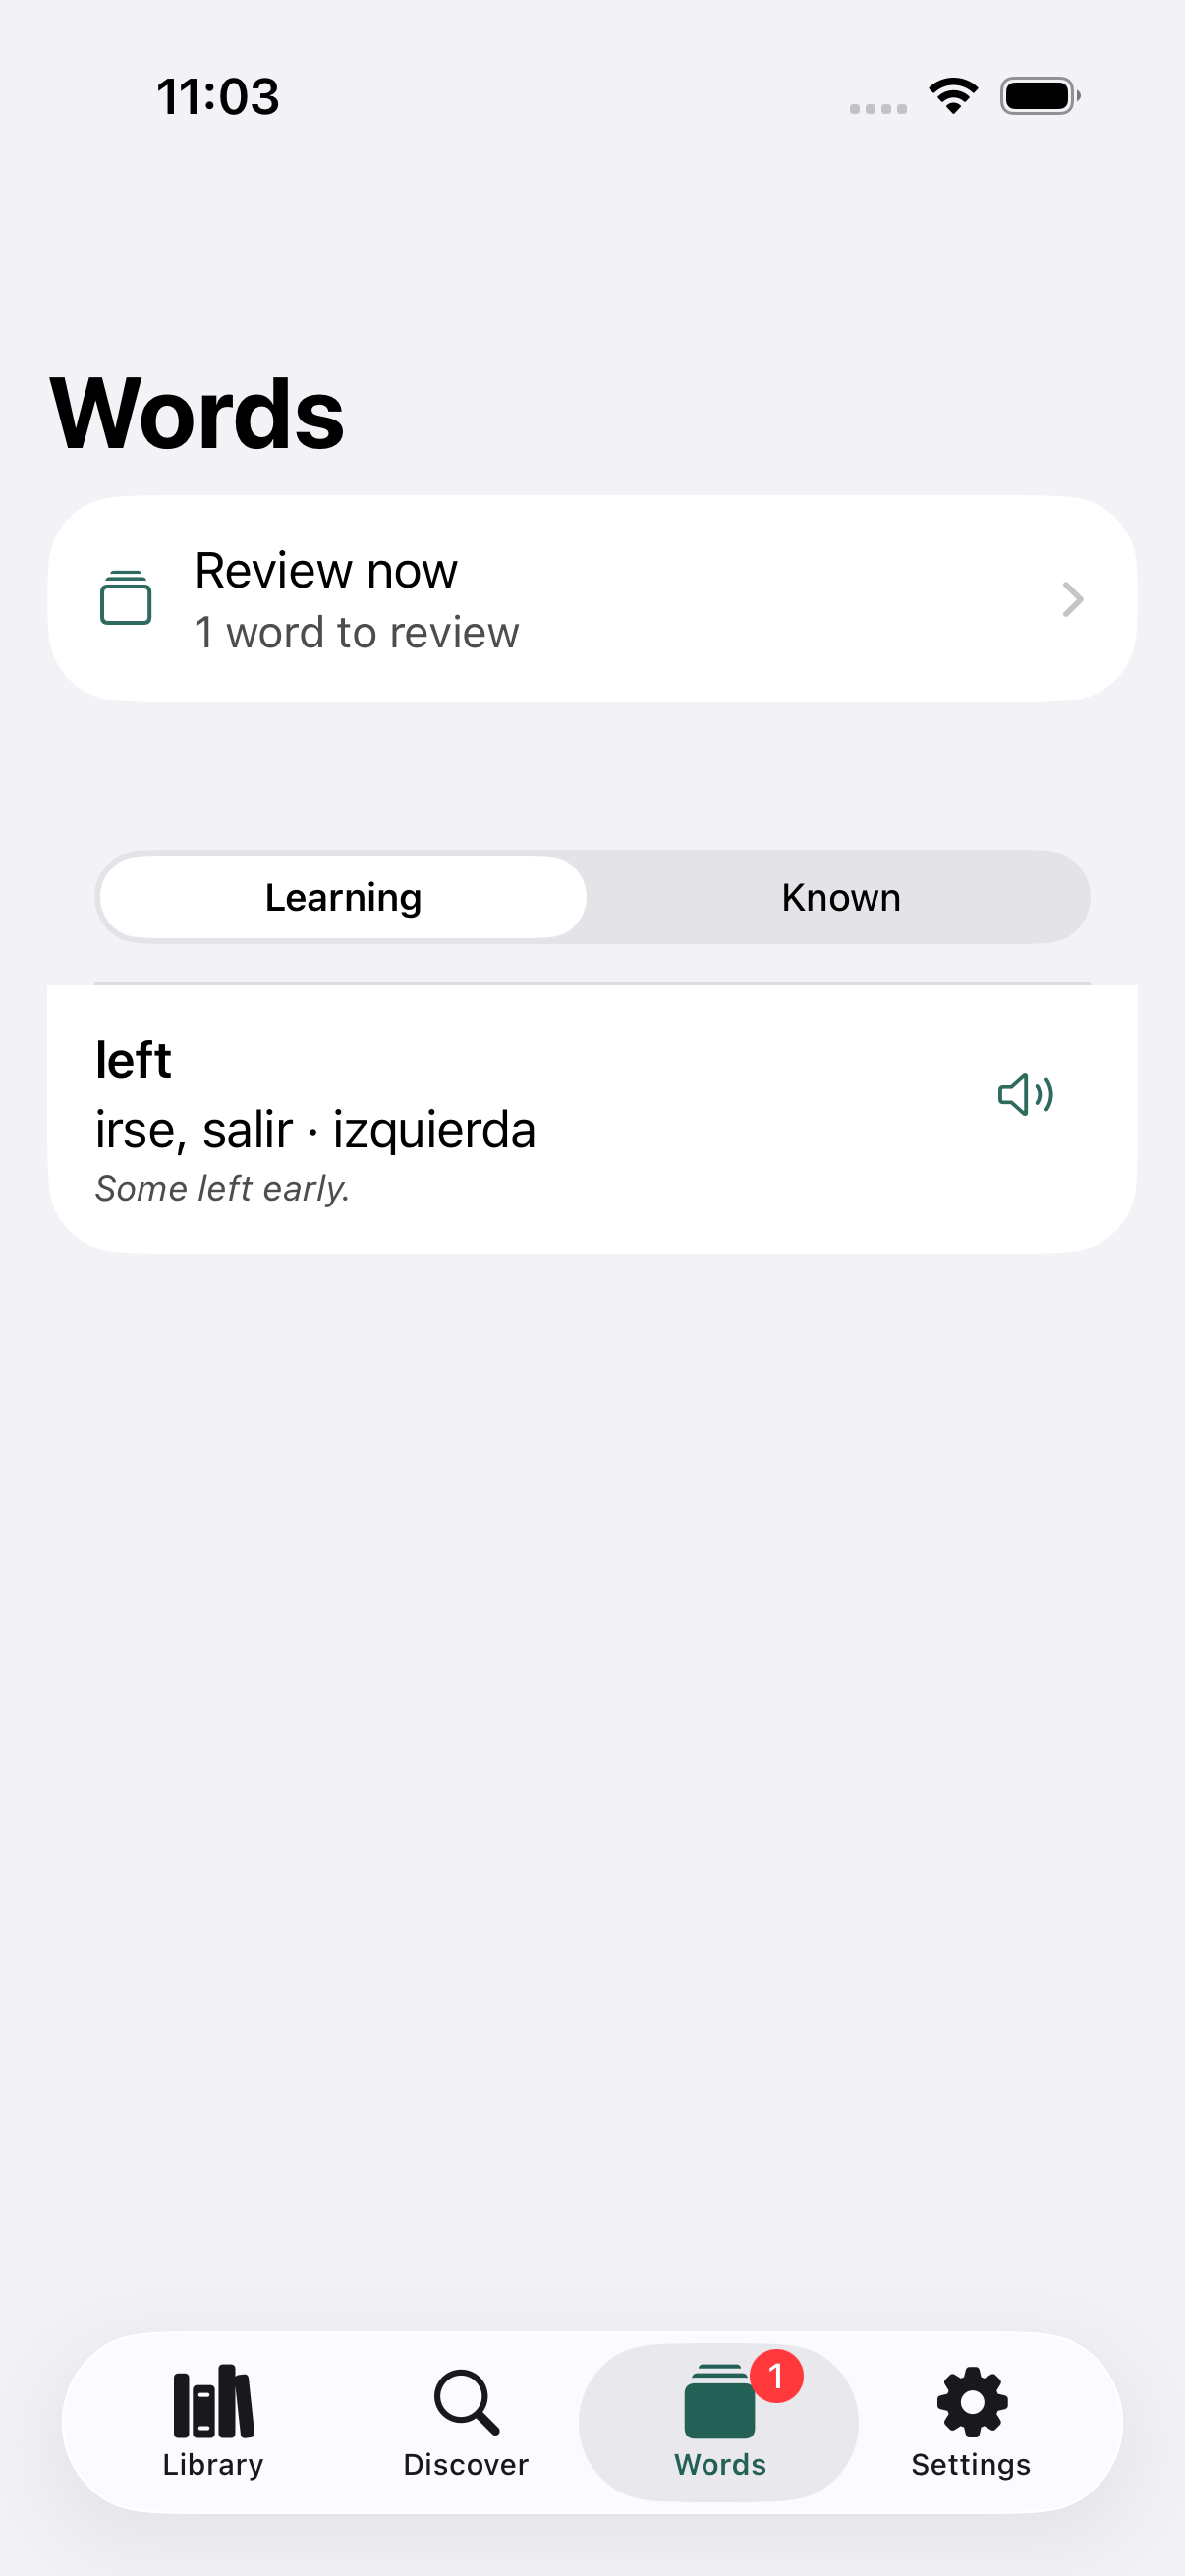 11:03
Words
Review now
1 word to review
Learning
Known
left
irse, salir · izquierda
Some left early.
1
Library
Discover
Words
Settings